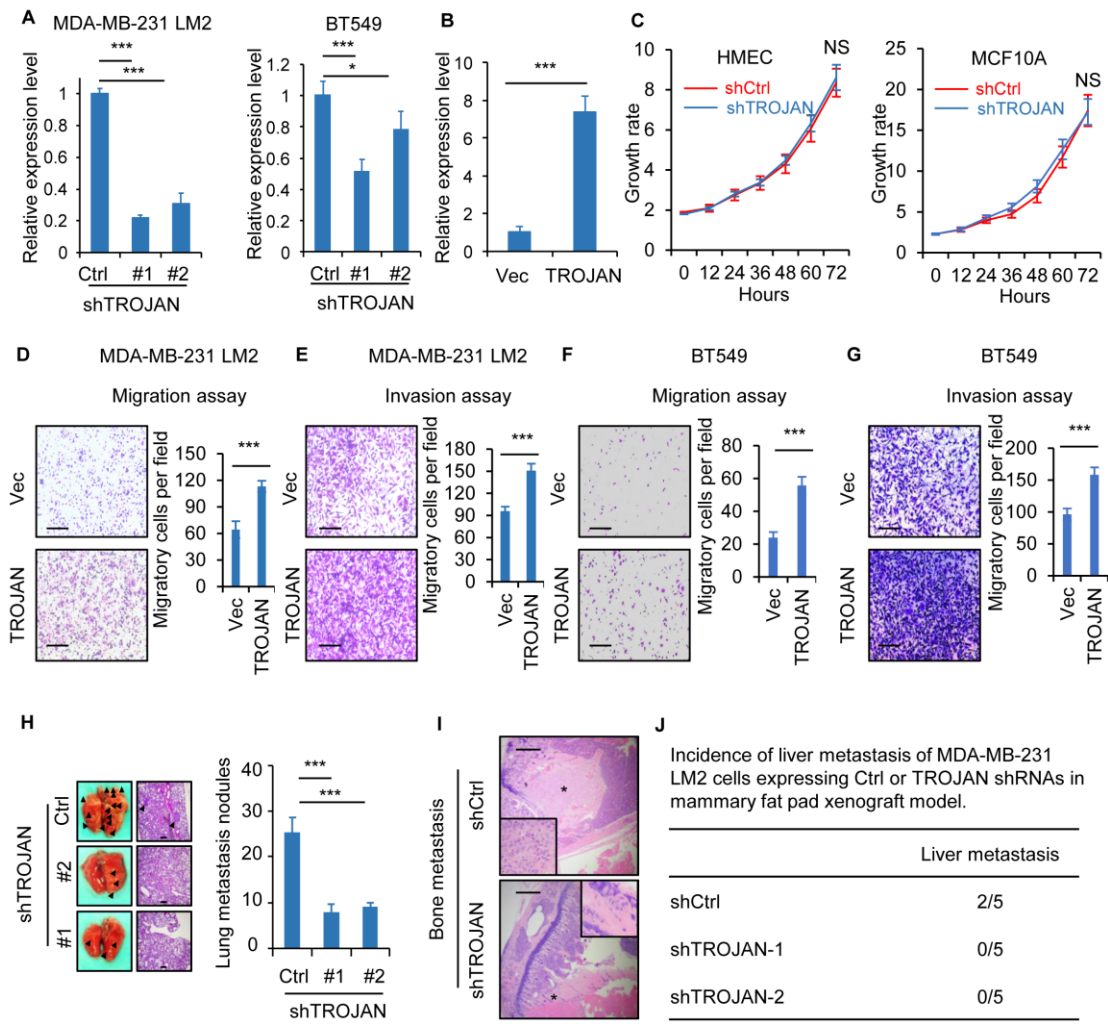 A
MDA-MB-231 LM2
Relative expression level
1.2
1
0.8
0.6
0.4
0.2
0
***
***
Ctrl #1 #2
shTROJAN
BT549
Relative expression level
1.2
1
0.8
0.6
0.4
0.2
0
***
*
Ctrl #1 #2
shTROJAN
B
Relative expression level
10
8
6
4
2
0
***
Vec TROJAN
C
HMEC
NS
shCtrl
shTROJAN
Growth rate
10
8
6
4
2
0
0 12 24 36 48 60 72
Hours
MCF10A
NS
shCtrl
shTROJAN
Growth rate
25
20
15
10
5
0
0 12 24 36 48 60 72
Hours
D
MDA-MB-231 LM2
Migration assay
Vec
TROJAN
Migratory cells per field
150
120
90
60
30
0
***
Vec
TROJAN
E
MDA-MB-231 LM2
Invasion assay
Vec
TROJAN
Migratory cells per field
180
150
120
90
60
30
0
***
Vec
TROJAN
F
BT549
Migration assay
Vec
TROJAN
Migratory cells per field
80
60
40
20
0
***
Vec
TROJAN
G
BT549
Invasion assay
Vec
TROJAN
Migratory cells per field
200
150
100
50
0
***
Vec
TROJAN
H
shTROJAN
Ctrl
#2
#1
Lung metastasis nodules
40
30
20
10
0
***
***
Ctrl #1 #2
shTROJAN
I
Bone metastasis
shCtrl
shTROJAN
*
*
J
Incidence of liver metastasis of MDA-MB-231
LM2 cells expressing Ctrl or TROJAN shRNAs in
mammary fat pad xenograft model.
Liver metastasis
shCtrl 2/5
shTROJAN-1 0/5
shTROJAN-2 0/5